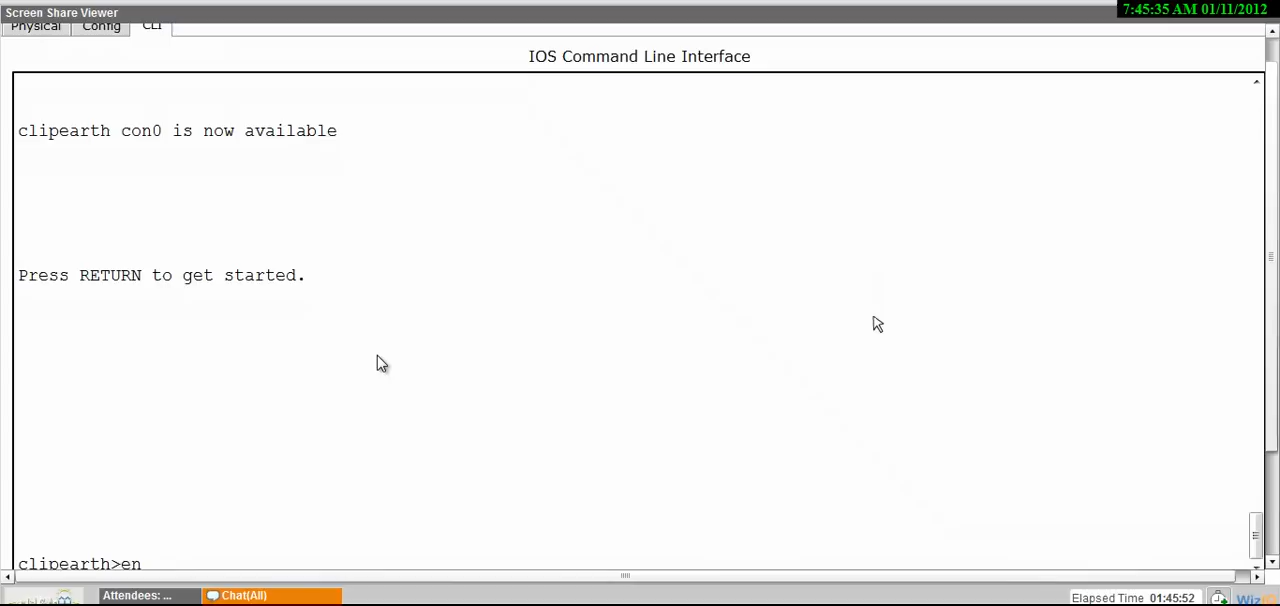 Screen Share Viewer
7:45:35 AM 01/11/2012
Physical Config CLI
IOS Command Line Interface
clipearth con0 is now available
Press RETURN to get started.
clipearth>en
Attendees: ... Chat(All) Elapsed Time 01:45:52 WizIQ